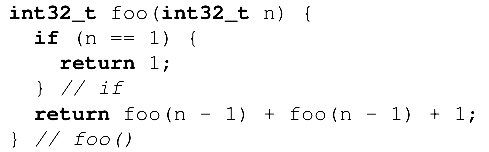 int32_t foo(int32_t n) {
  if (n == 1) {
    return 1;
  } // if
  return foo(n - 1) + foo(n - 1) + 1;
} // foo()